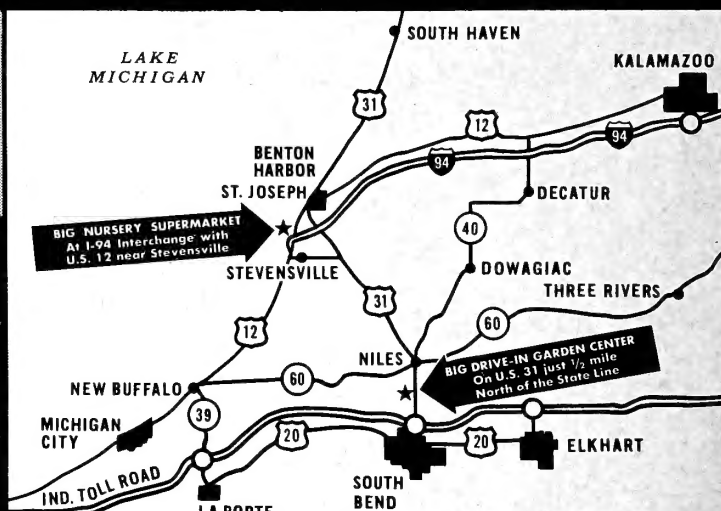 LAKE
MICHIGAN
SOUTH HAVEN
KALAMAZOO
31
12
94
94
BENTON
HARBOR
ST. JOSEPH
DECATUR
BIG NURSERY SUPERMARKET
At I-94 Interchange with
U.S. 12 near Stevensville
40
STEVENSVILLE
DOWAGIAC
31
THREE RIVERS
12
60
NILES
BIG DRIVE-IN GARDEN CENTER
On U.S. 31 just 1/2 mile
North of the State Line
NEW BUFFALO
60
39
MICHIGAN
CITY
20
20
ELKHART
IND. TOLL ROAD
SOUTH
BEND
LA PORTE